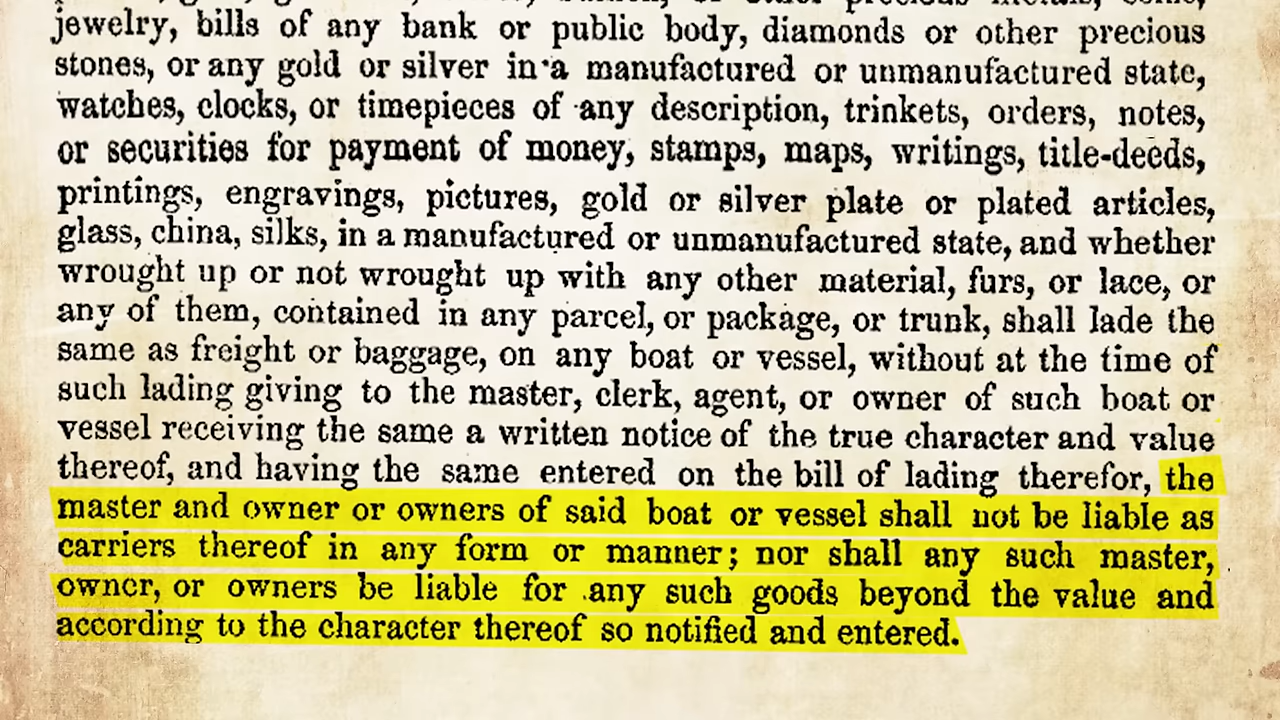 jewelry, bills of any bank or public body, diamonds or other precious
stones, or any gold or silver in a manufactured or unmanufactured state,
watches, clocks, or timepieces of any description, trinkets, orders, notes,
or securities for payment of money, stamps, maps, writings, title-deeds,
printings, engravings, pictures, gold or silver plate or plated articles,
glass, china, silks, in a manufactured or unmanufactured state, and whether
wrought up or not wrought up with any other material, furs, or lace, or
any of them, contained in any parcel, or package, or trunk, shall lade the
same as freight or baggage, on any boat or vessel, without at the time of
such lading giving to the master, clerk, agent, or owner of such boat or
vessel receiving the same a written notice of the true character and value
thereof, and having the same entered on the bill of lading therefor, the
master and owner or owners of said boat or vessel shall not be liable as
carriers thereof in any form or manner; nor shall any such master,
owner, or owners be liable for any such goods beyond the value and
according to the character thereof so notified and entered.